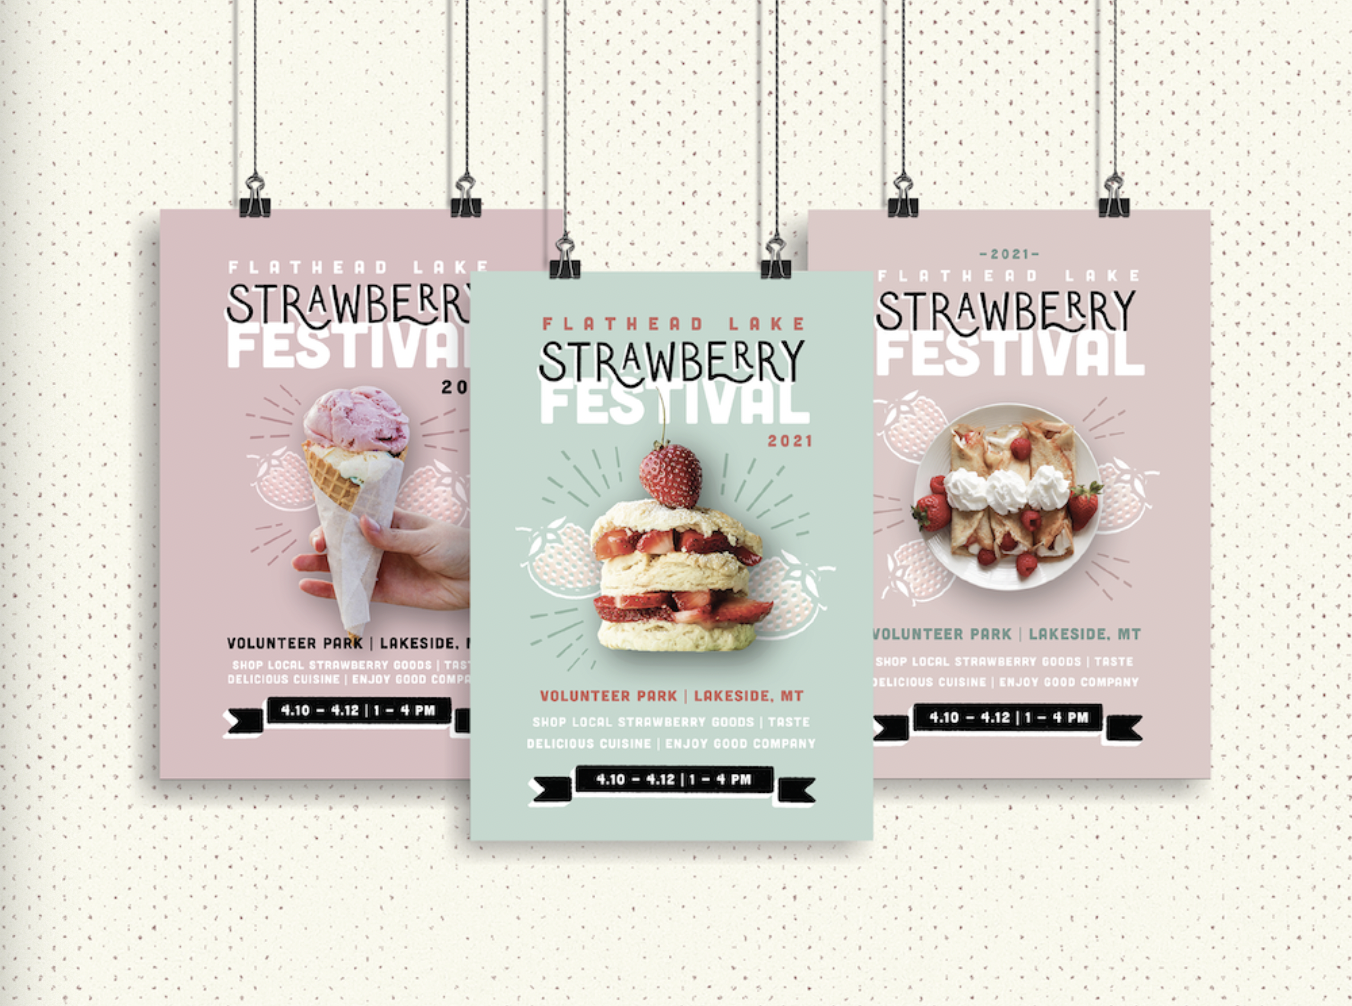 FLATHEAD LAKE
STRAWBERRY
FESTIVAL
20
VOLUNTEER PARK | LAKESIDE,
SHOP LOCAL STRAWBERRY GOODS |
DELICIOUS CUISINE | ENJOY GOOD
4.10 – 4.12 | 1 – 4 PM
FLATHEAD LAKE
STRAWBERRY
FESTIVAL
2021
VOLUNTEER PARK | LAKESIDE, MT
SHOP LOCAL STRAWBERRY GOODS | TASTE
DELICIOUS CUISINE | ENJOY GOOD COMPANY
4.10 – 4.12 | 1 – 4 PM
-2021-
FLATHEAD LAKE
STRAWBERRY
FESTIVAL
VOLUNTEER PARK | LAKESIDE, MT
SHOP LOCAL STRAWBERRY GOODS | TASTE
DELICIOUS CUISINE | ENJOY GOOD COMPANY
4.10 – 4.12 | 1 – 4 PM